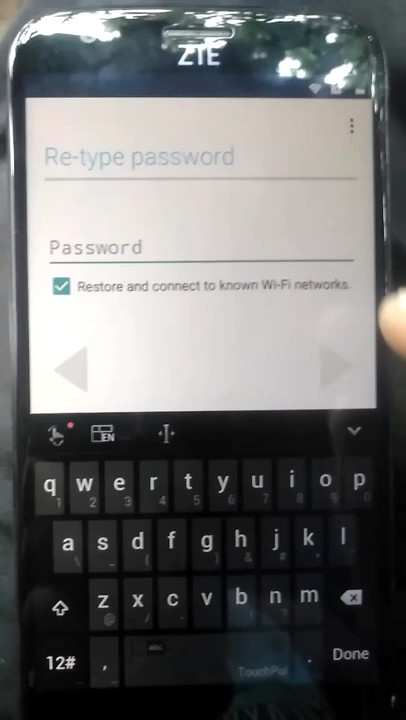 ZTE
Re-type password
Password
Restore and connect to known Wi-Fi networks.
EN
q w e r t y u i o p
1 2 3 4 5 6 7 8 9 0
a s d f g h j k l
z x c v b n m
12# , abc . Done
TouchPal